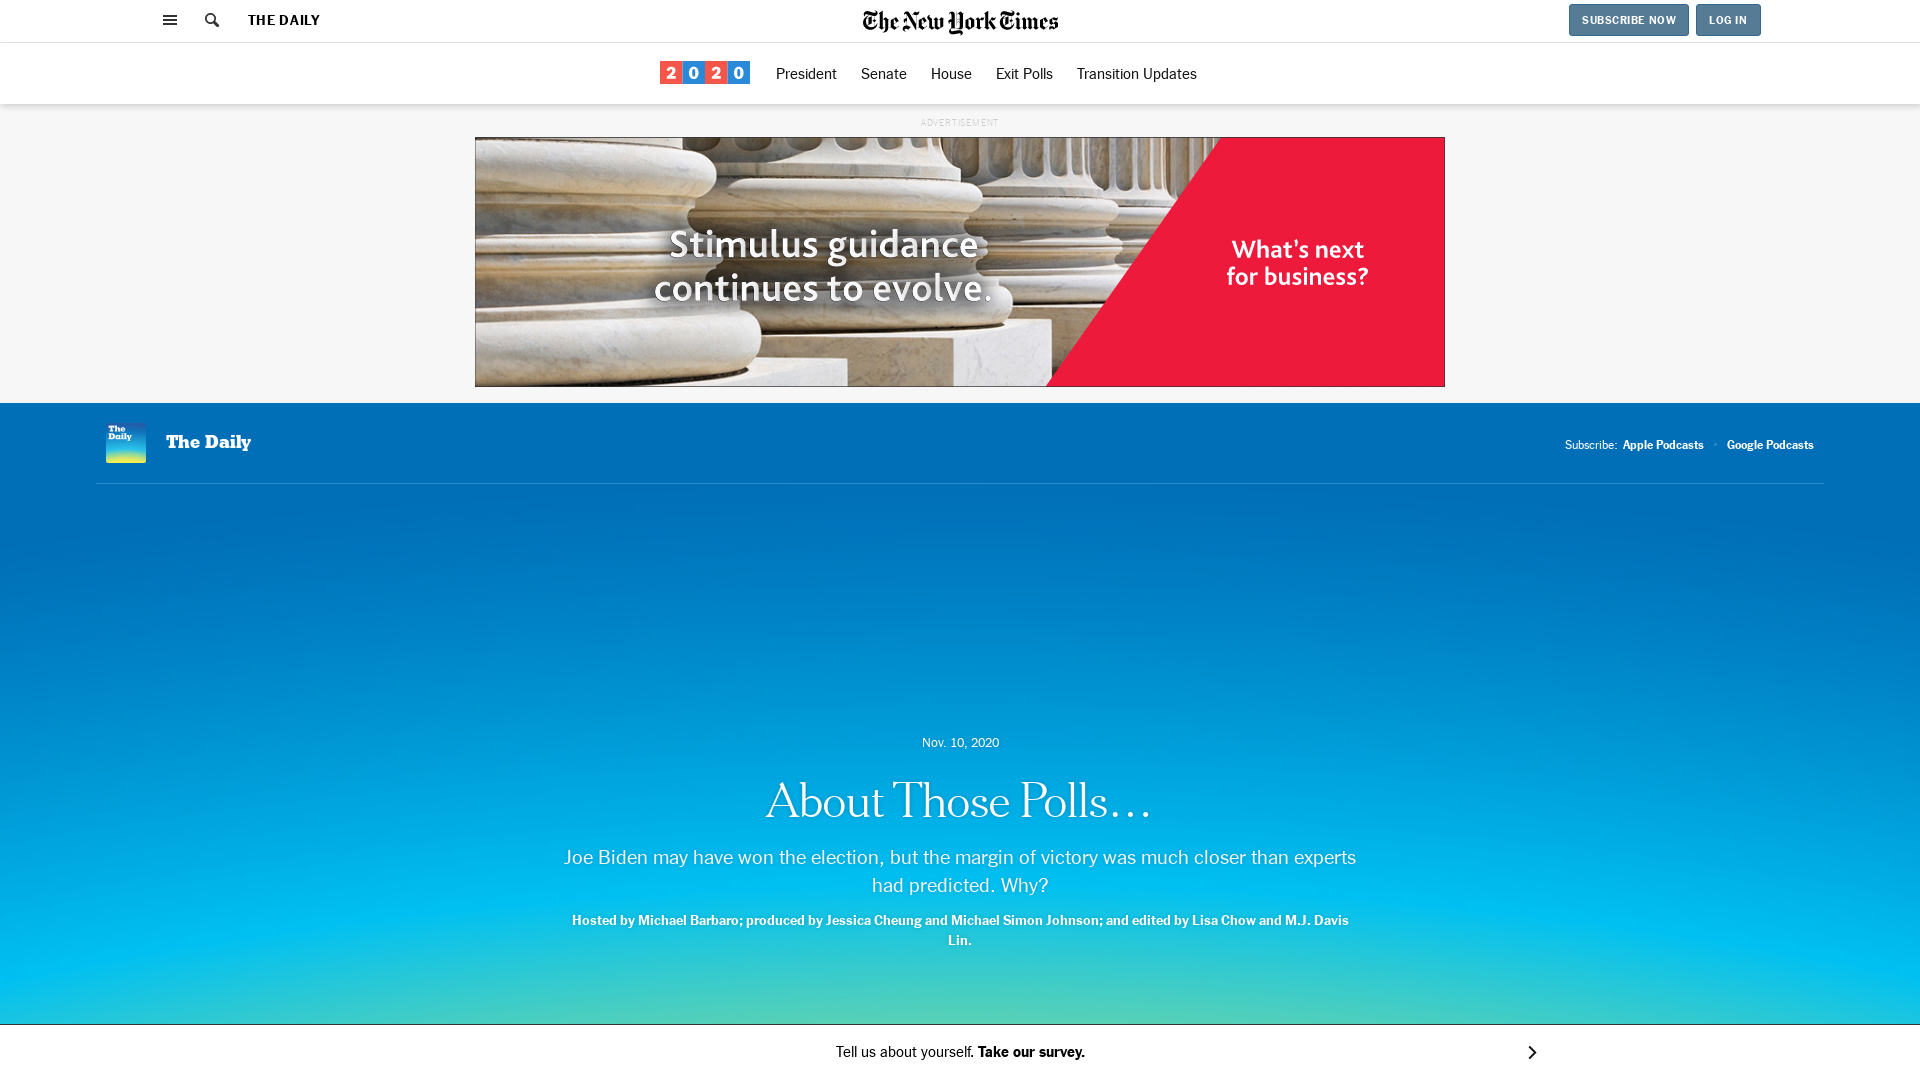 THE DAILY
The New York Times
SUBSCRIBE NOW
LOG IN
2020
President
Senate
House
Exit Polls
Transition Updates
ADVERTISEMENT
Stimulus guidance
continues to evolve.
What's next
for business?
The
Daily
The Daily
Subscribe: Apple Podcasts • Google Podcasts
Nov. 10, 2020
About Those Polls…
Joe Biden may have won the election, but the margin of victory was much closer than experts
had predicted. Why?
Hosted by Michael Barbaro; produced by Jessica Cheung and Michael Simon Johnson; and edited by Lisa Chow and M.J. Davis
Lin.
Tell us about yourself. Take our survey.